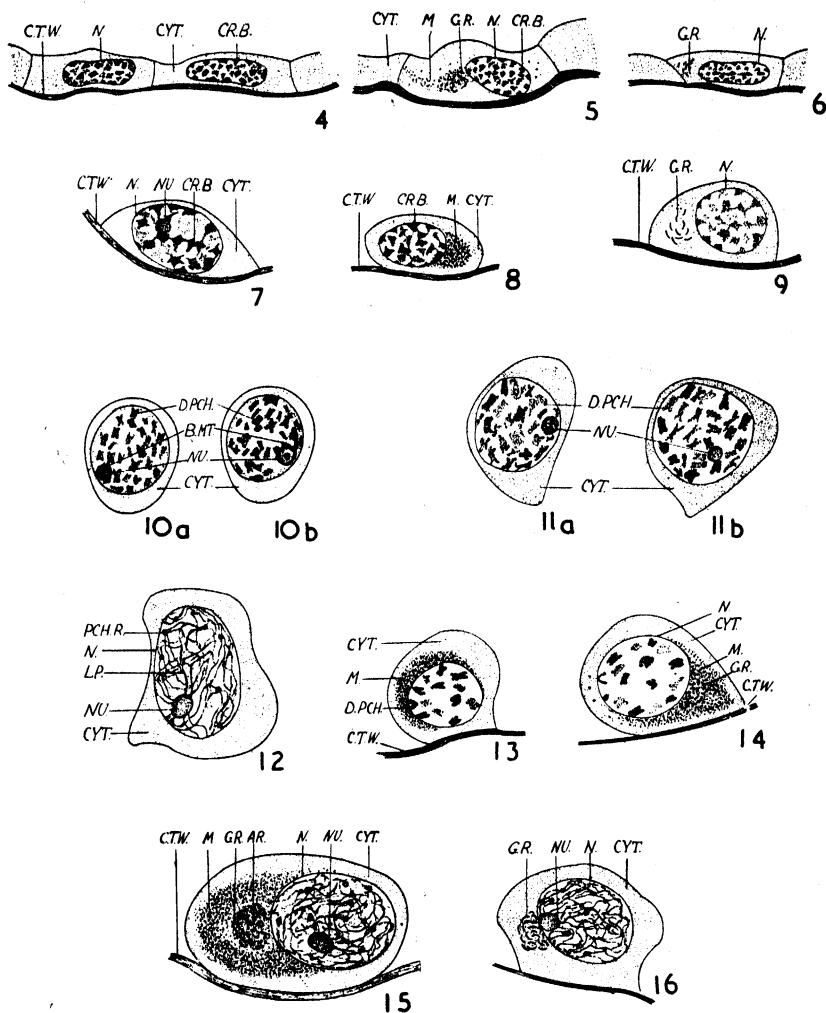 C.T.W. N. CYT. CR.B.
4
CYT. M G.R. N. CR.B.
5
G.R. N.
6
C.T.W. N. NU CR.B CYT.
7
C.T.W CR.B. M. CYT.
8
C.T.W. G.R. N.
9
D.PCH.
B.MT
NU.
CYT.
10a 10b
D.PCH
NU.
CYT.
11a 11b
PCH.R.
N.
L.P.
NU
CYT.
12
CYT.
M.
D.PCH.
C.T.W.
13
N.
CYT.
M.
G.R.
C.T.W.
14
C.T.W. M G.R. AR. N. NU. CYT.
15
G.R. NU. N. CYT.
16